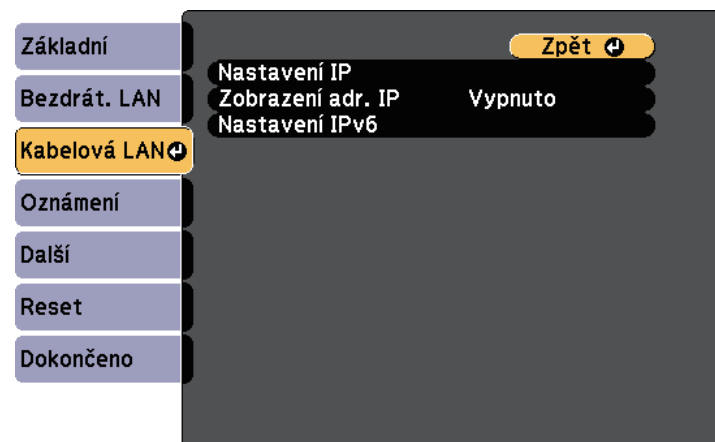 Základní
Bezdrát. LAN
Kabelová LAN
Oznámení
Další
Reset
Dokončeno
Zpět
Nastavení IP
Zobrazení adr. IP Vypnuto
Nastavení IPv6